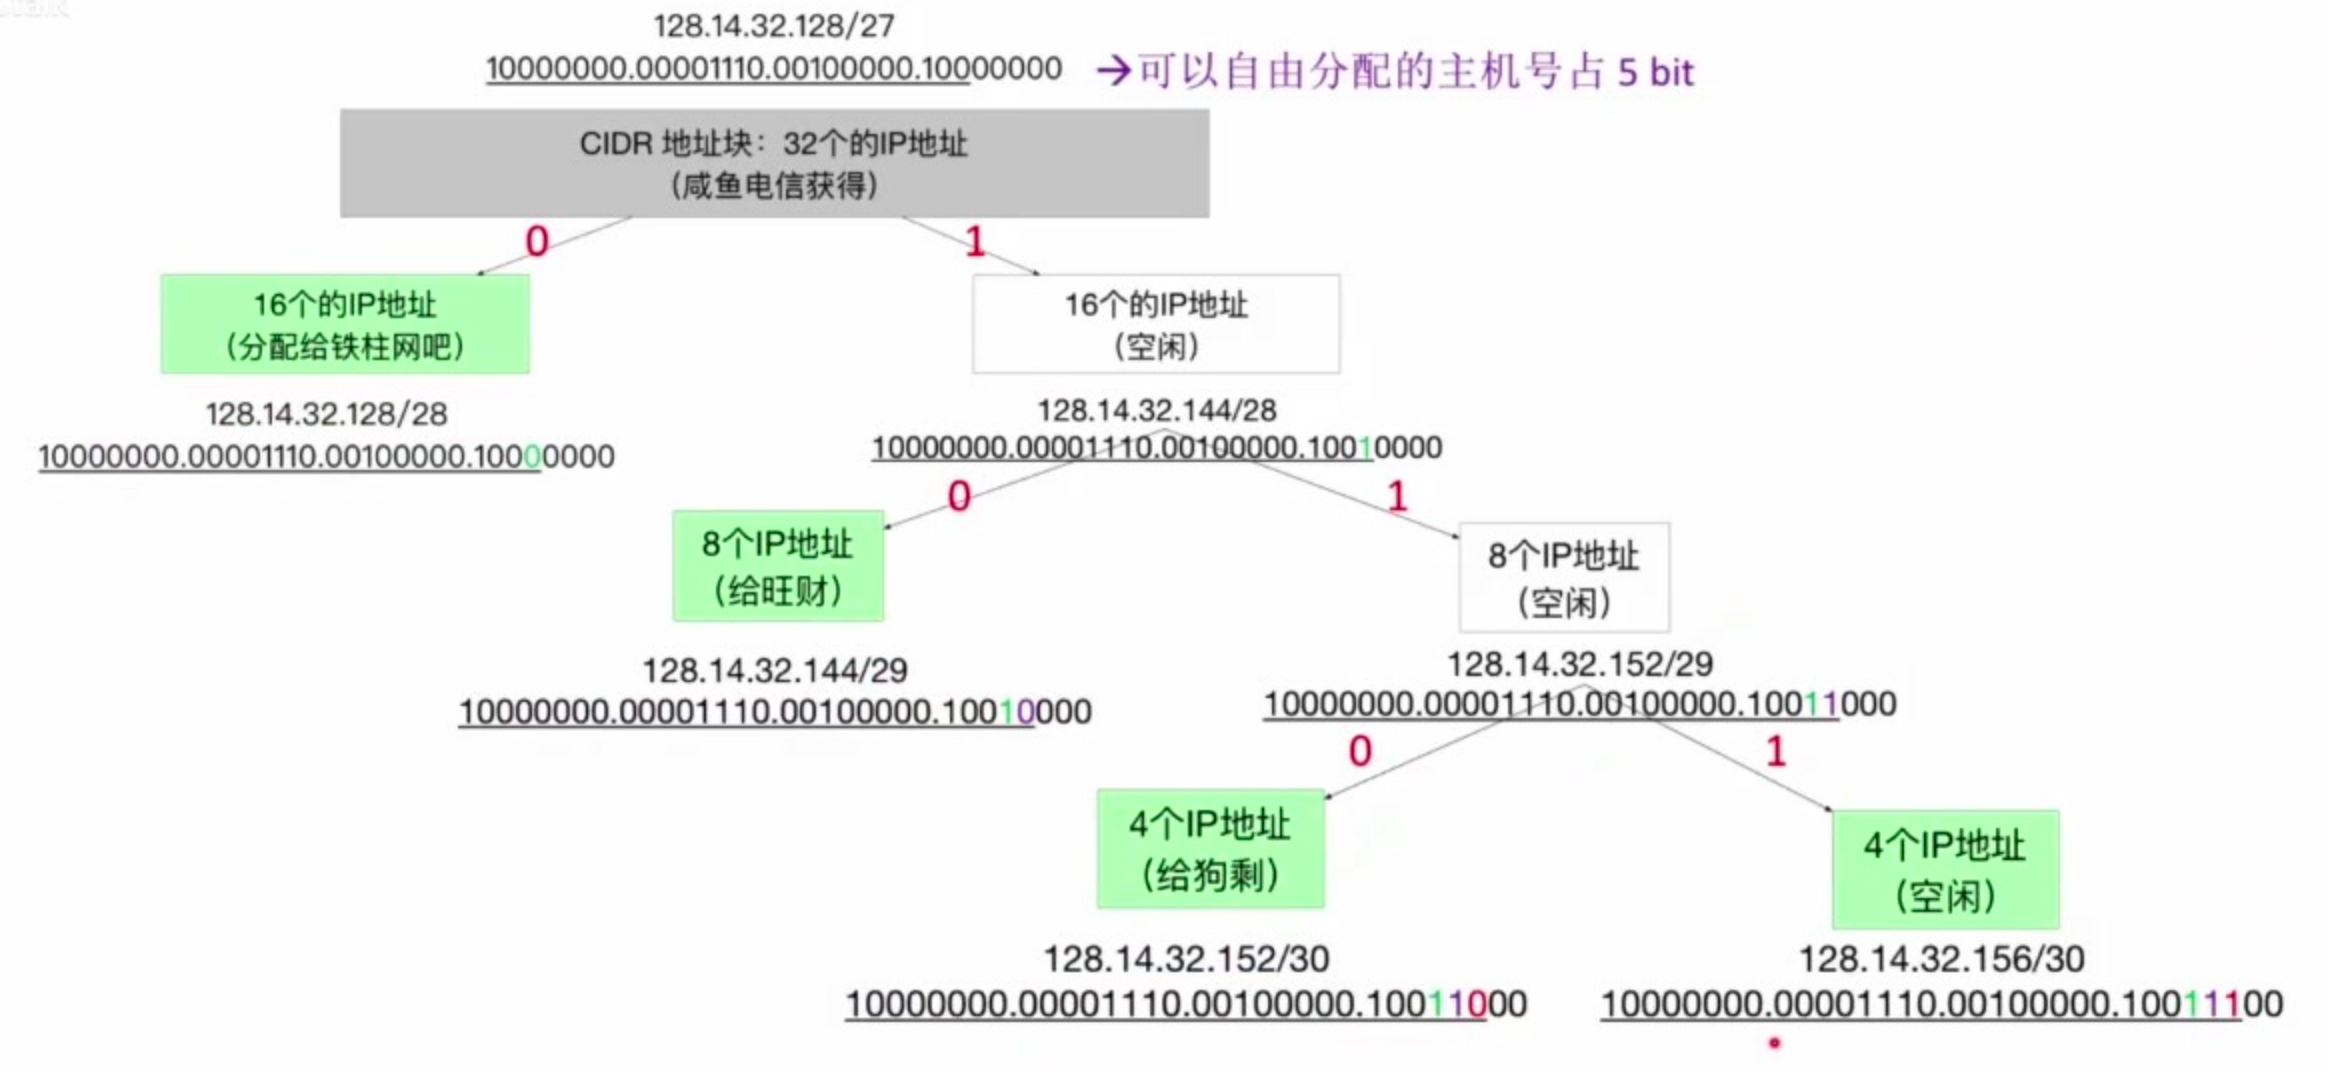 128.14.32.128/27
10000000.00001110.00100000.10000000
→可以自由分配的主机号占 5 bit
CIDR 地址块：32个的IP地址
（咸鱼电信获得）
0
1
16个的IP地址
（分配给铁柱网吧）
16个的IP地址
（空闲）
128.14.32.128/28
10000000.00001110.00100000.10000000
128.14.32.144/28
10000000.00001110.00100000.10010000
0
1
8个IP地址
（给旺财）
8个IP地址
（空闲）
128.14.32.144/29
10000000.00001110.00100000.10010000
128.14.32.152/29
10000000.00001110.00100000.10011000
0
1
4个IP地址
（给狗剩）
4个IP地址
（空闲）
128.14.32.152/30
10000000.00001110.00100000.10011000
128.14.32.156/30
10000000.00001110.00100000.10011100